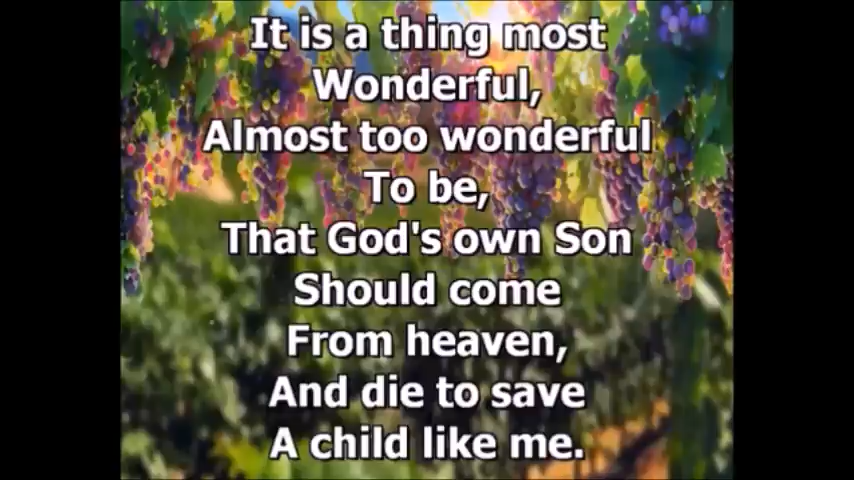 It is a thing most
Wonderful,
Almost too wonderful
To be,
That God's own Son
Should come
From heaven,
And die to save
A child like me.